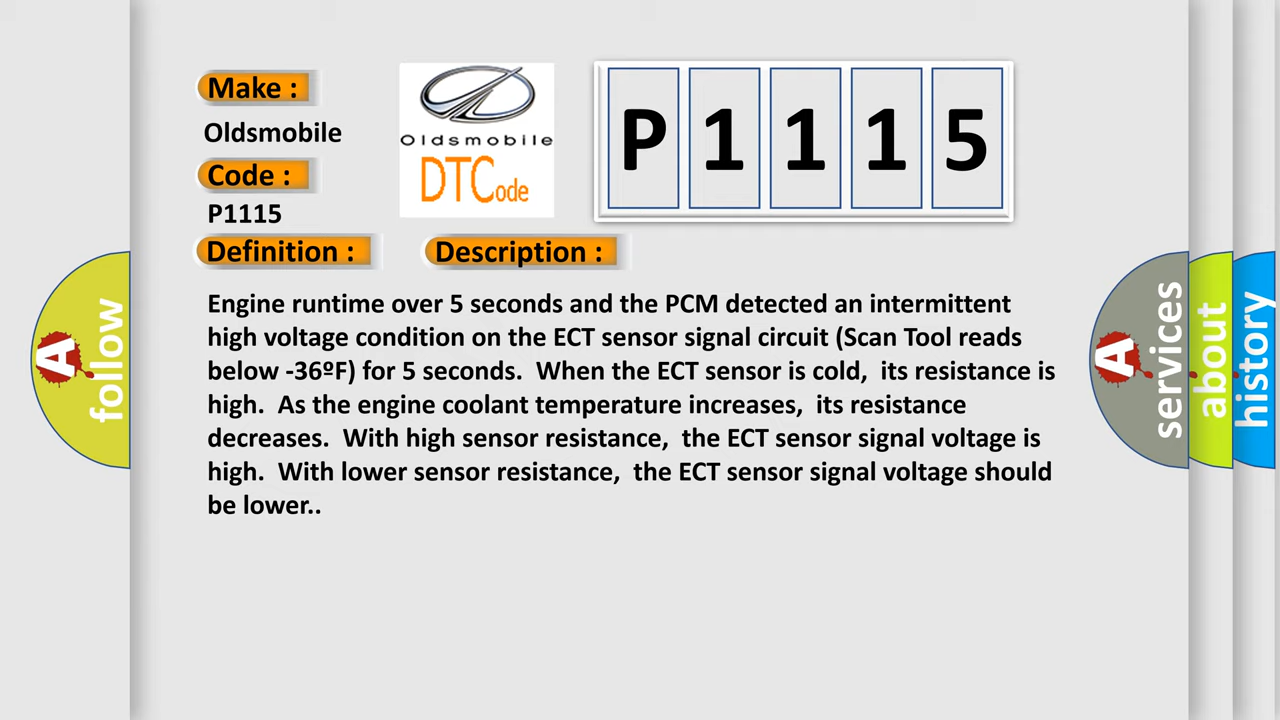 Make :
Oldsmobile
Code :
P1115
Oldsmobile
DTCode
P1115
Definition :
Description :
Engine runtime over 5 seconds and the PCM detected an intermittent
high voltage condition on the ECT sensor signal circuit (Scan Tool reads
below -36ºF) for 5 seconds.  When the ECT sensor is cold,  its resistance is
high.  As the engine coolant temperature increases,  its resistance
decreases.  With high sensor resistance,  the ECT sensor signal voltage is
high.  With lower sensor resistance,  the ECT sensor signal voltage should
be lower..
A
follow
A
services
about
history